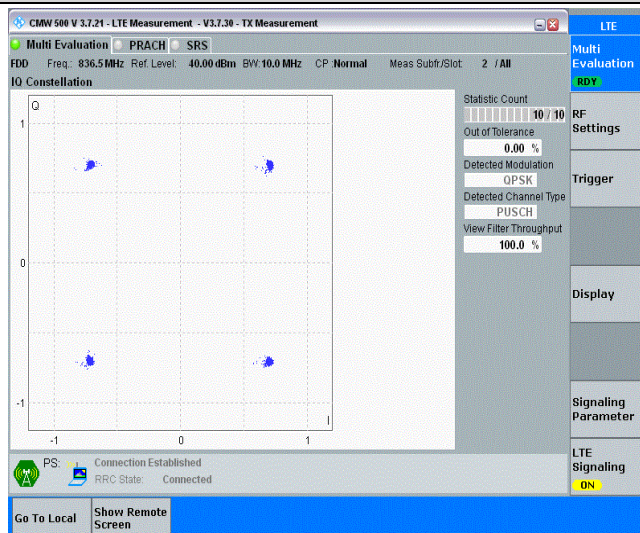 CMW 500 V 3.7.21 - LTE Measurement - V3.7.30 - TX Measurement
LTE
Multi Evaluation PRACH SRS
Multi
Evaluation
RDY
FDD Freq.: 836.5 MHz Ref. Level: 40.00 dBm BW: 10.0 MHz CP :Normal Meas Subfr./Slot 2 / All
IQ Constellation
Q
1
0
-1
-1 0 1
I
Statistic Count
10 / 10
Out of Tolerance
0.00 %
Detected Modulation
QPSK
Detected Channel Type
PUSCH
View Filter Throughput
100.0 %
RF
Settings
Trigger
Display
Signaling
Parameter
LTE
Signaling
ON
PS: Connection Established
RRC State: Connected
Go To Local
Show Remote
Screen